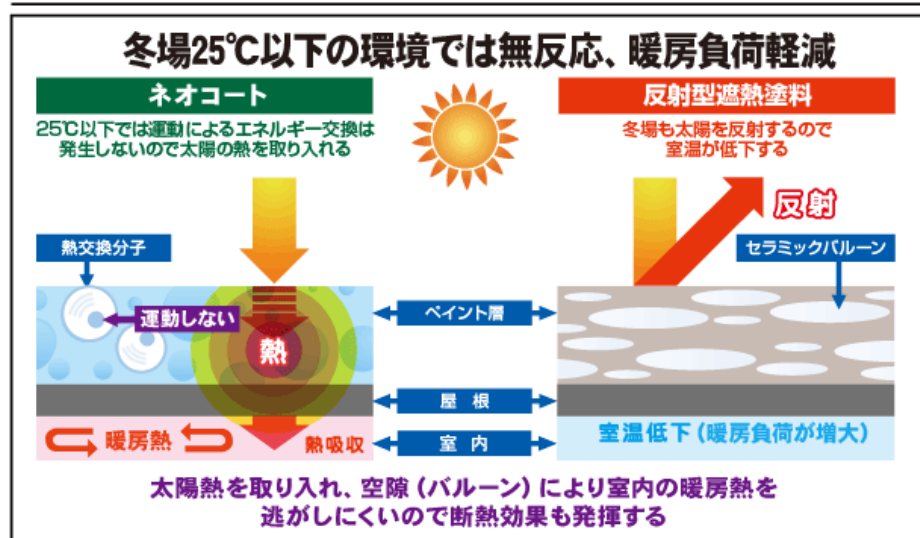 冬場25℃以下の環境では無反応、暖房負荷軽減
ネオコート
25℃以下では運動によるエネルギー交換は
発生しないので太陽の熱を取り入れる
反射型遮熱塗料
冬場も太陽を反射するので
室温が低下する
反射
熱交換分子
セラミックバルーン
運動しない
熱
ペイント層
屋根
暖房熱
熱吸収
室内
室温低下（暖房負荷が増大）
太陽熱を取り入れ、空隙（バルーン）により室内の暖房熱を
逃がしにくいので断熱効果も発揮する